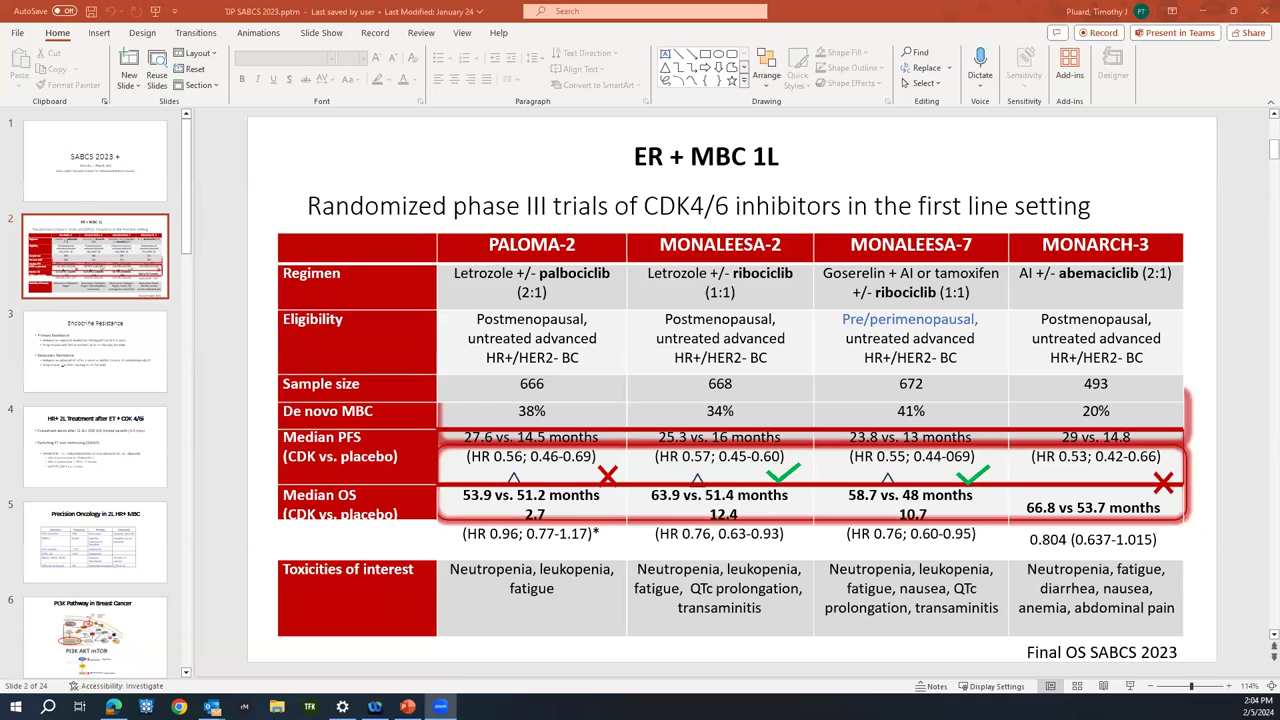 AutoSave Off TJP SABCS 2023.pptx • Last Modified: January 24 Search Pluard, Timothy J PT
File Home Insert Design Transitions Animations Slide Show Record Review View Help Record Present in Teams Share
Cut Copy Format Painter Paste Clipboard
New Slide Reuse Slides Layout Reset Section Slides
Font
Text Direction Align Text Convert to SmartArt Paragraph
Arrange Quick Styles Shape Fill Shape Outline Shape Effects Drawing
Find Replace Select Editing
Dictate Voice
Sensitivity Sensitivity
Add-ins Add-ins
Designer
1
SABCS 2023 +
2
ER + MBC 1L
3
Endocrine Resistance
4
HR+ 2L Treatment after ET + CDK 4/6i
5
Precision Oncology in 2L HR+ MBC
6
PI3K Pathway in Breast Cancer
PI3K AKT mTOR
ER + MBC 1L
Randomized phase III trials of CDK4/6 inhibitors in the first line setting
PALOMA-2 MONALEESA-2 MONALEESA-7 MONARCH-3
Regimen Letrozole +/- palbociclib Letrozole +/- ribociclib Goserelin + AI or tamoxifen AI +/- abemaciclib (2:1)
(2:1) (1:1) +/- ribociclib (1:1)
Eligibility Postmenopausal, Postmenopausal, Pre/perimenopausal, Postmenopausal,
untreated advanced untreated advanced untreated advanced untreated advanced
HR+/HER2- BC HR+/HER2- BC HR+/HER2- BC HR+/HER2- BC
Sample size 666 668 672 493
De novo MBC 38% 34% 41% 20%
Median PFS vs. 14.5 months 25.3 vs. 16 months 23.8 vs. 13 months 29 vs. 14.8
(CDK vs. placebo) (HR 0.56; 0.46-0.69) (HR 0.57; 0.45-0.69) (HR 0.55; 0.44-069) (HR 0.53; 0.42-0.66)
Median OS 53.9 vs. 51.2 months 63.9 vs. 51.4 months 58.7 vs. 48 months
(CDK vs. placebo) 2.7 12.4 10.7 66.8 vs 53.7 months
(HR 0.96; 0.77-1.17)* (HR 0.76, 0.63-0.93) (HR 0.76; 0.60-0.95) 0.804 (0.637-1.015)
Toxicities of interest Neutropenia, leukopenia, Neutropenia, leukopenia, Neutropenia, leukopenia, Neutropenia, fatigue,
fatigue fatigue, QTc prolongation, fatigue, nausea, QTc diarrhea, nausea,
transaminitis prolongation, transaminitis anemia, abdominal pain
Final OS SABCS 2023
Slide 2 of 24 Accessibility: Investigate Notes Display Settings 114%
zoom
2:04 PM
2/5/2024